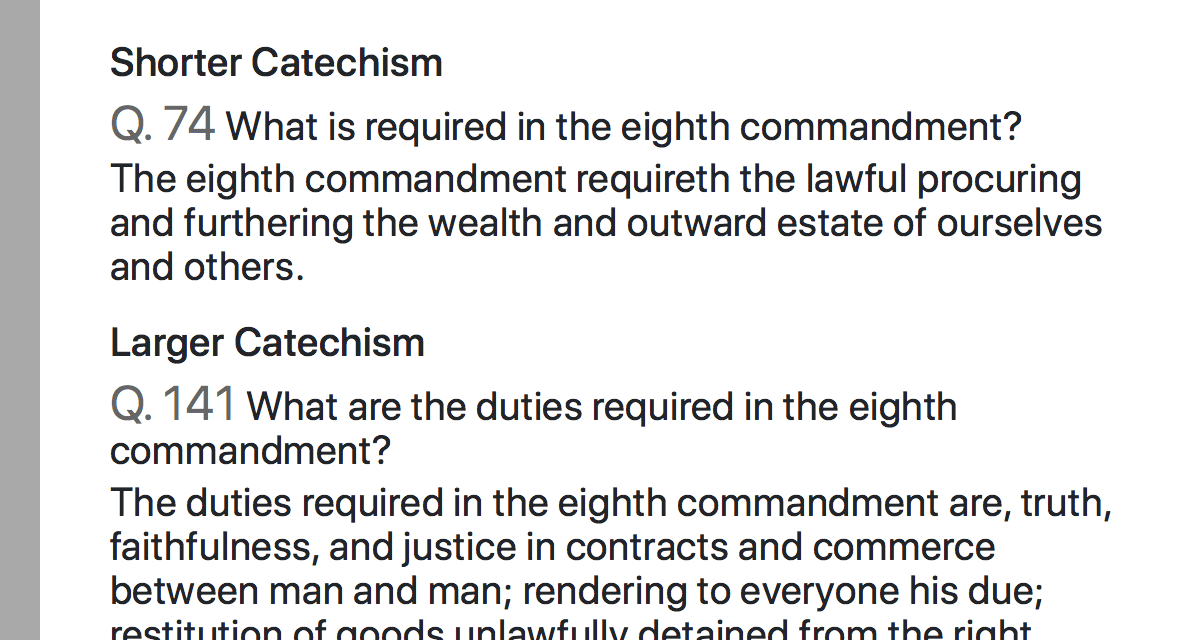 Shorter Catechism
Q. 74 What is required in the eighth commandment?
The eighth commandment requireth the lawful procuring
and furthering the wealth and outward estate of ourselves
and others.
Larger Catechism
Q. 141 What are the duties required in the eighth
commandment?
The duties required in the eighth commandment are, truth,
faithfulness, and justice in contracts and commerce
between man and man; rendering to everyone his due;
restitution of goods unlawfully detained from the right